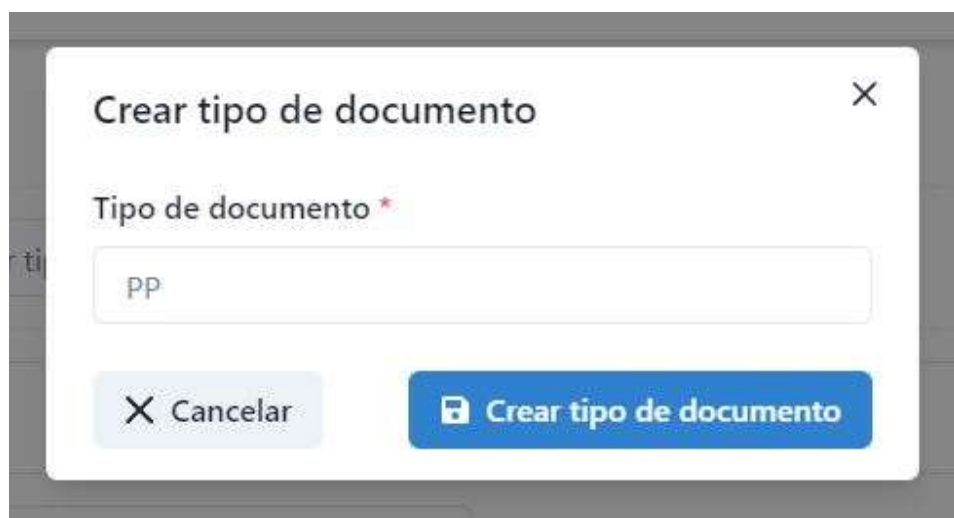 Crear tipo de documento
Tipo de documento *
PP
Cancelar
Crear tipo de documento